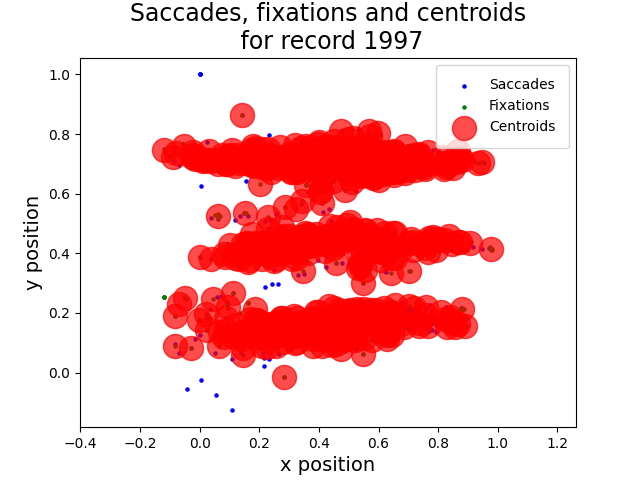 Saccades, fixations and centroids
for record 1997
Saccades
Fixations
Centroids
1.0
0.8
0.6
0.4
0.2
0.0
y position
−0.4 −0.2 0.0 0.2 0.4 0.6 0.8 1.0 1.2
x position